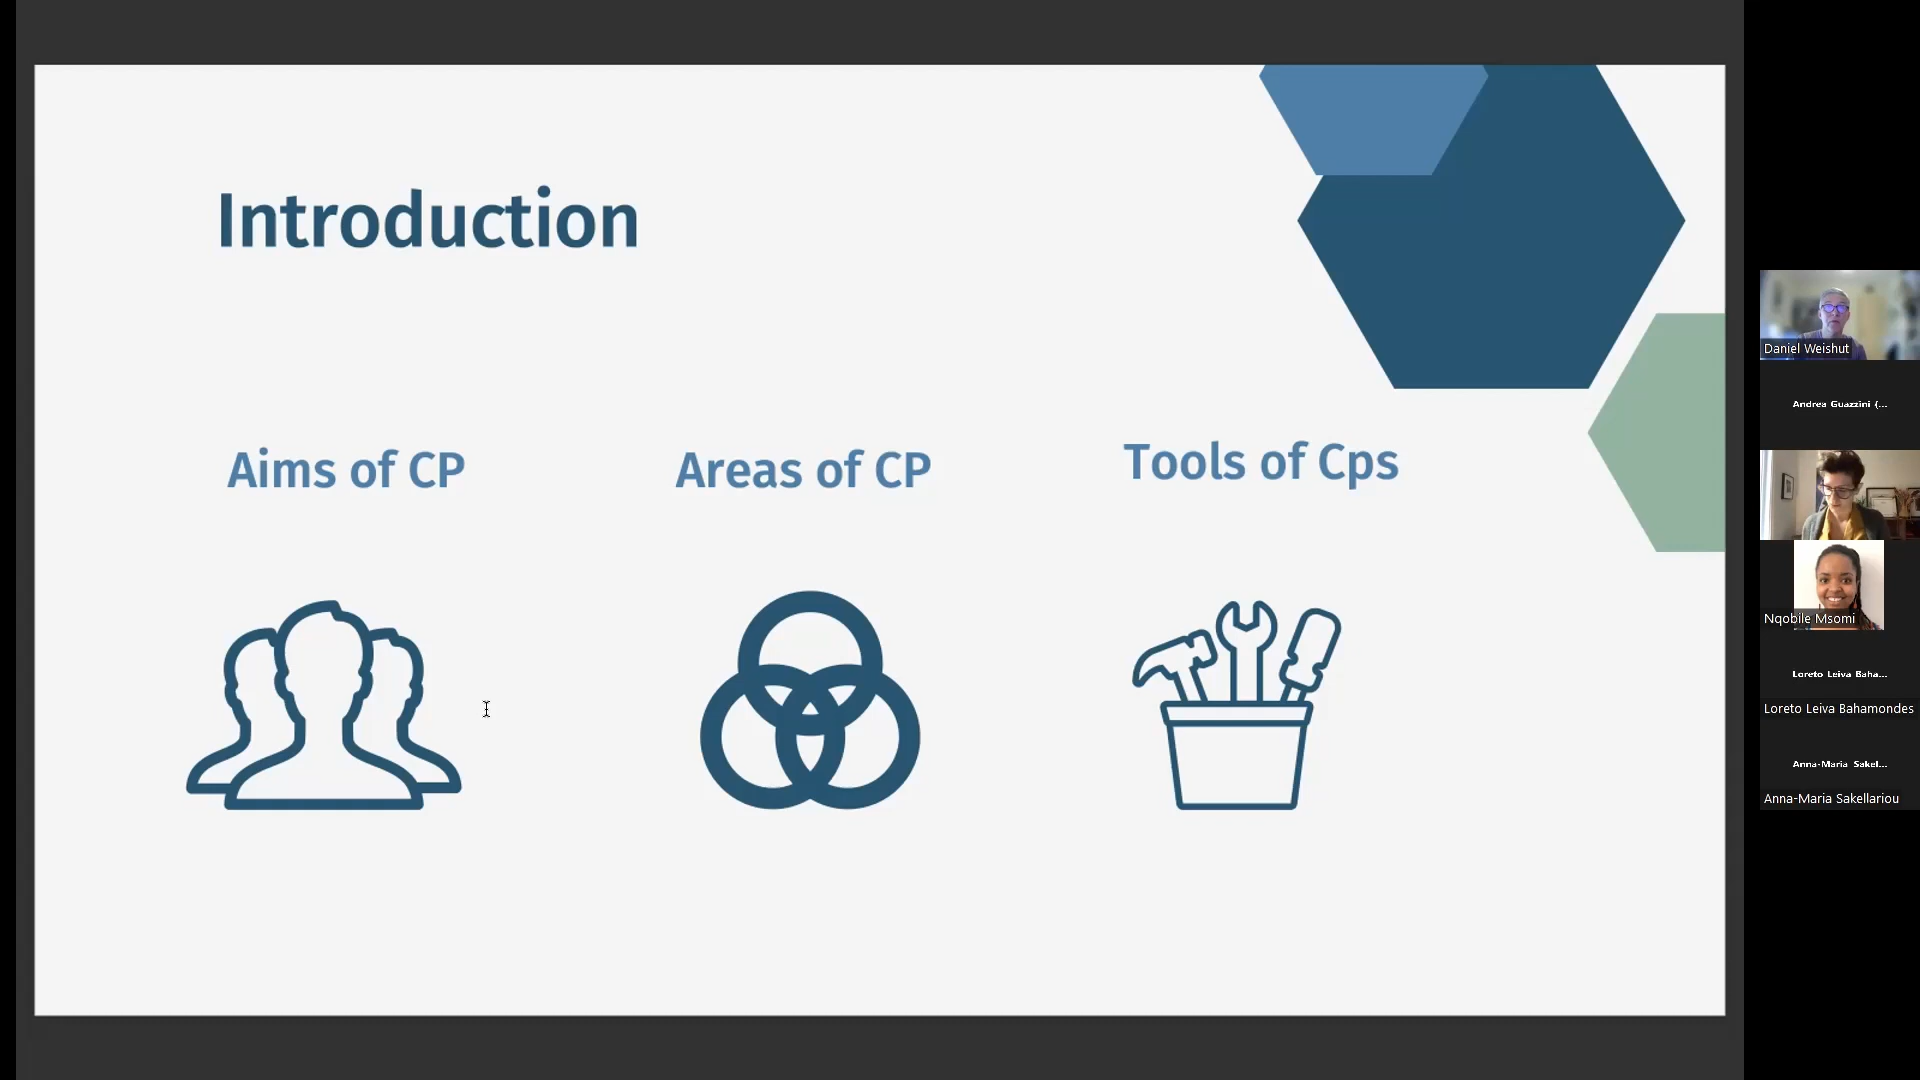 Introduction
Aims of CP
Areas of CP
Tools of Cps
Daniel Weishut
Andrea Guazzini (...
Nqobile Msomi
Loreto Leiva Baha...
Loreto Leiva Bahamondes
Anna-Maria Sakel...
Anna-Maria Sakellariou